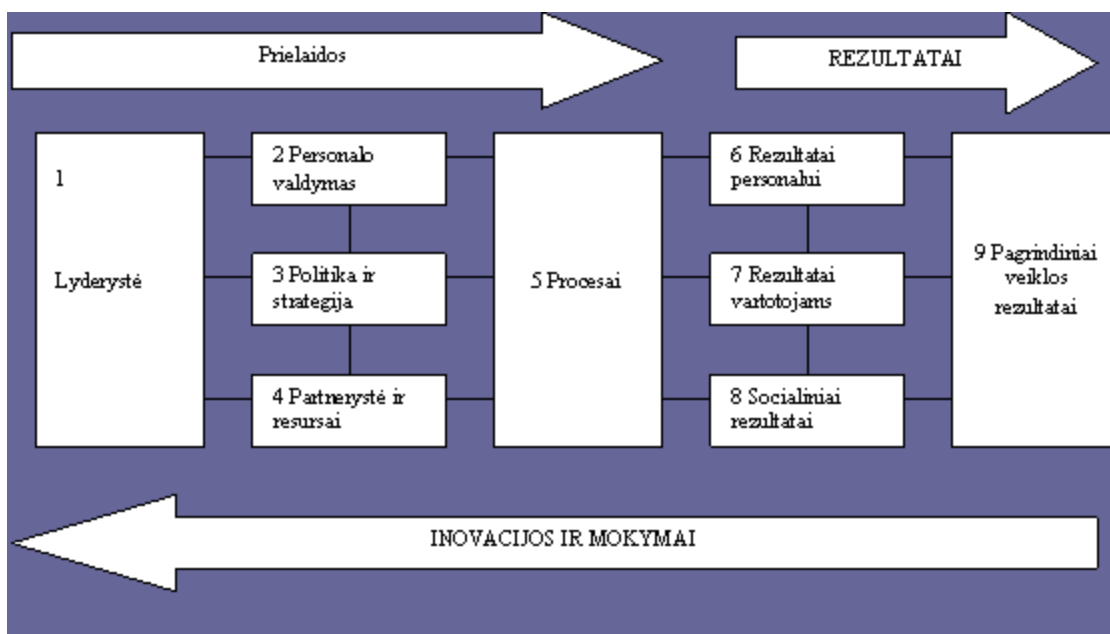 Prielaidos
REZULTATAI
1
Lyderystė
2 Personalo
valdymas
3 Politika ir
strategija
4 Partnerystė ir
resursai
5 Procesai
6 Rezultatai
personalui
7 Rezultatai
vartotojams
8 Socialiniai
rezultatai
9 Pagrindiniai
veiklos
rezultatai
INOVACIJOS IR MOKYMAI